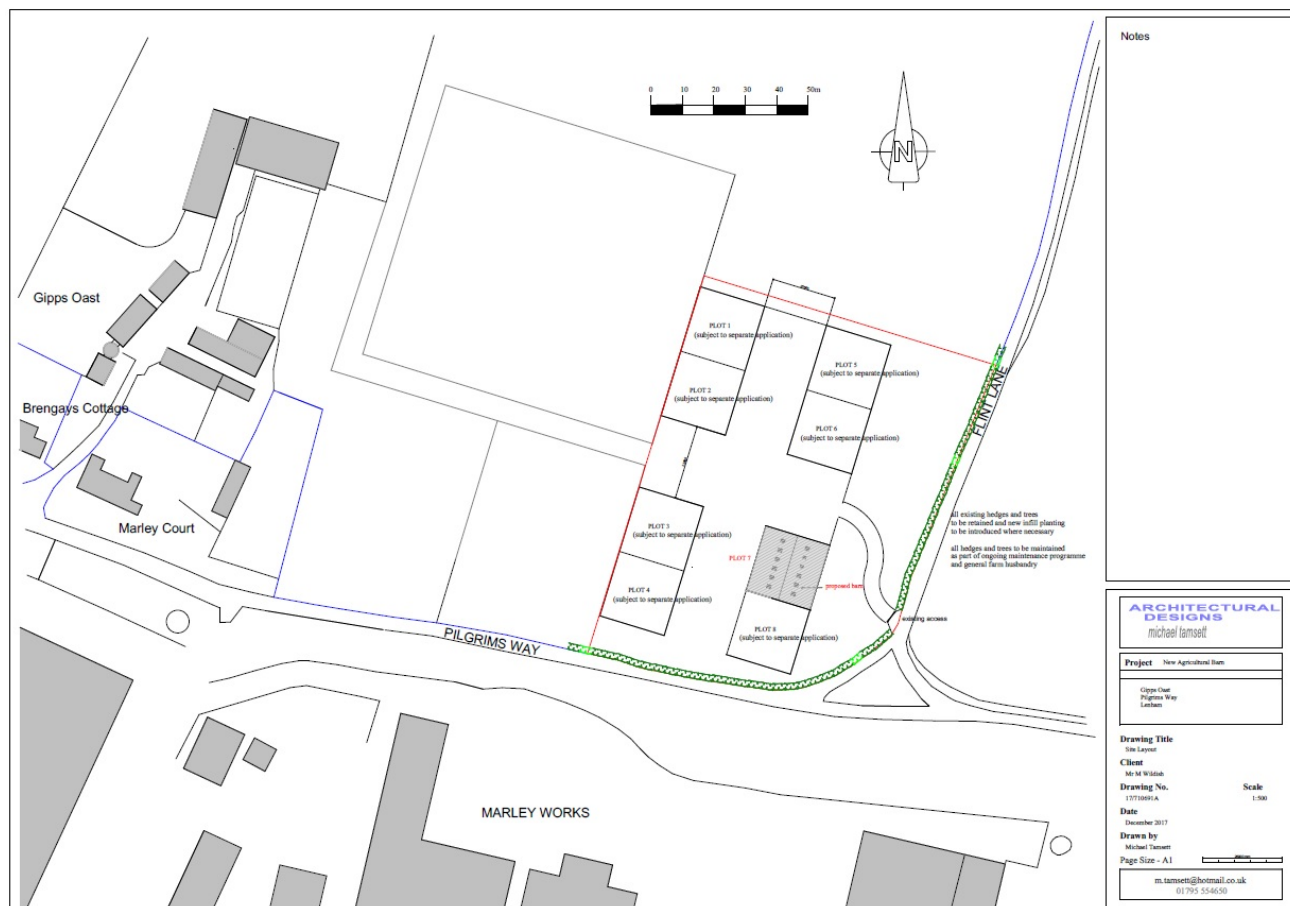 Notes
0 10 20 30 40 50m
N
Gipps Oast
Brengays Cottage
Marley Court
PILGRIMS WAY
MARLEY WORKS
FLINT LANE
PLOT 1
(subject to separate application)
PLOT 2
(subject to separate application)
PLOT 3
(subject to separate application)
PLOT 4
(subject to separate application)
PLOT 5
(subject to separate application)
PLOT 6
(subject to separate application)
PLOT 7
proposed barn
PLOT 8
(subject to separate application)
existing access
all existing hedges and trees
to be retained and new infill planting
to be introduced where necessary
all hedges and trees to be maintained
as part of ongoing maintenance programme
and general farm husbandry
ARCHITECTURAL
DESIGNS
michael tamsett
Project New Agricultural Barn
Gipps Oast
Pilgrims Way
Lenham
Drawing Title
Site Layout
Client
Mr M Wildish
Drawing No. Scale
17/710691A 1:500
Date
December 2017
Drawn by
Michael Tamsett
Page Size - A1
m.tamsett@hotmail.co.uk
01795 554650